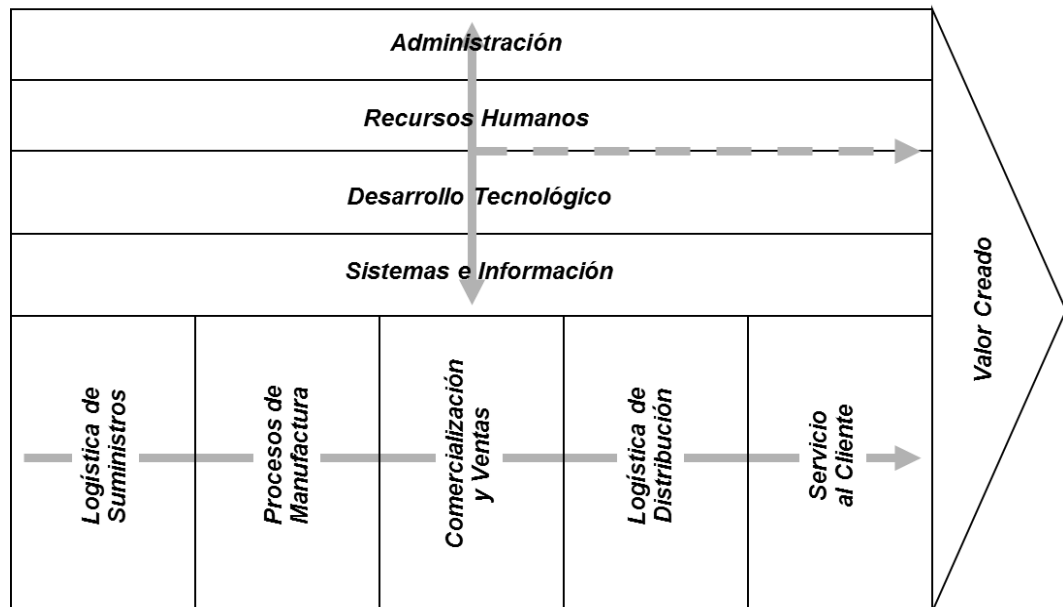 Administración
Recursos Humanos
Desarrollo Tecnológico
Sistemas e Información
Logística de
Suministros
Procesos de
Manufactura
Comercialización
y Ventas
Logística de
Distribución
Servicio
al Cliente
Valor Creado